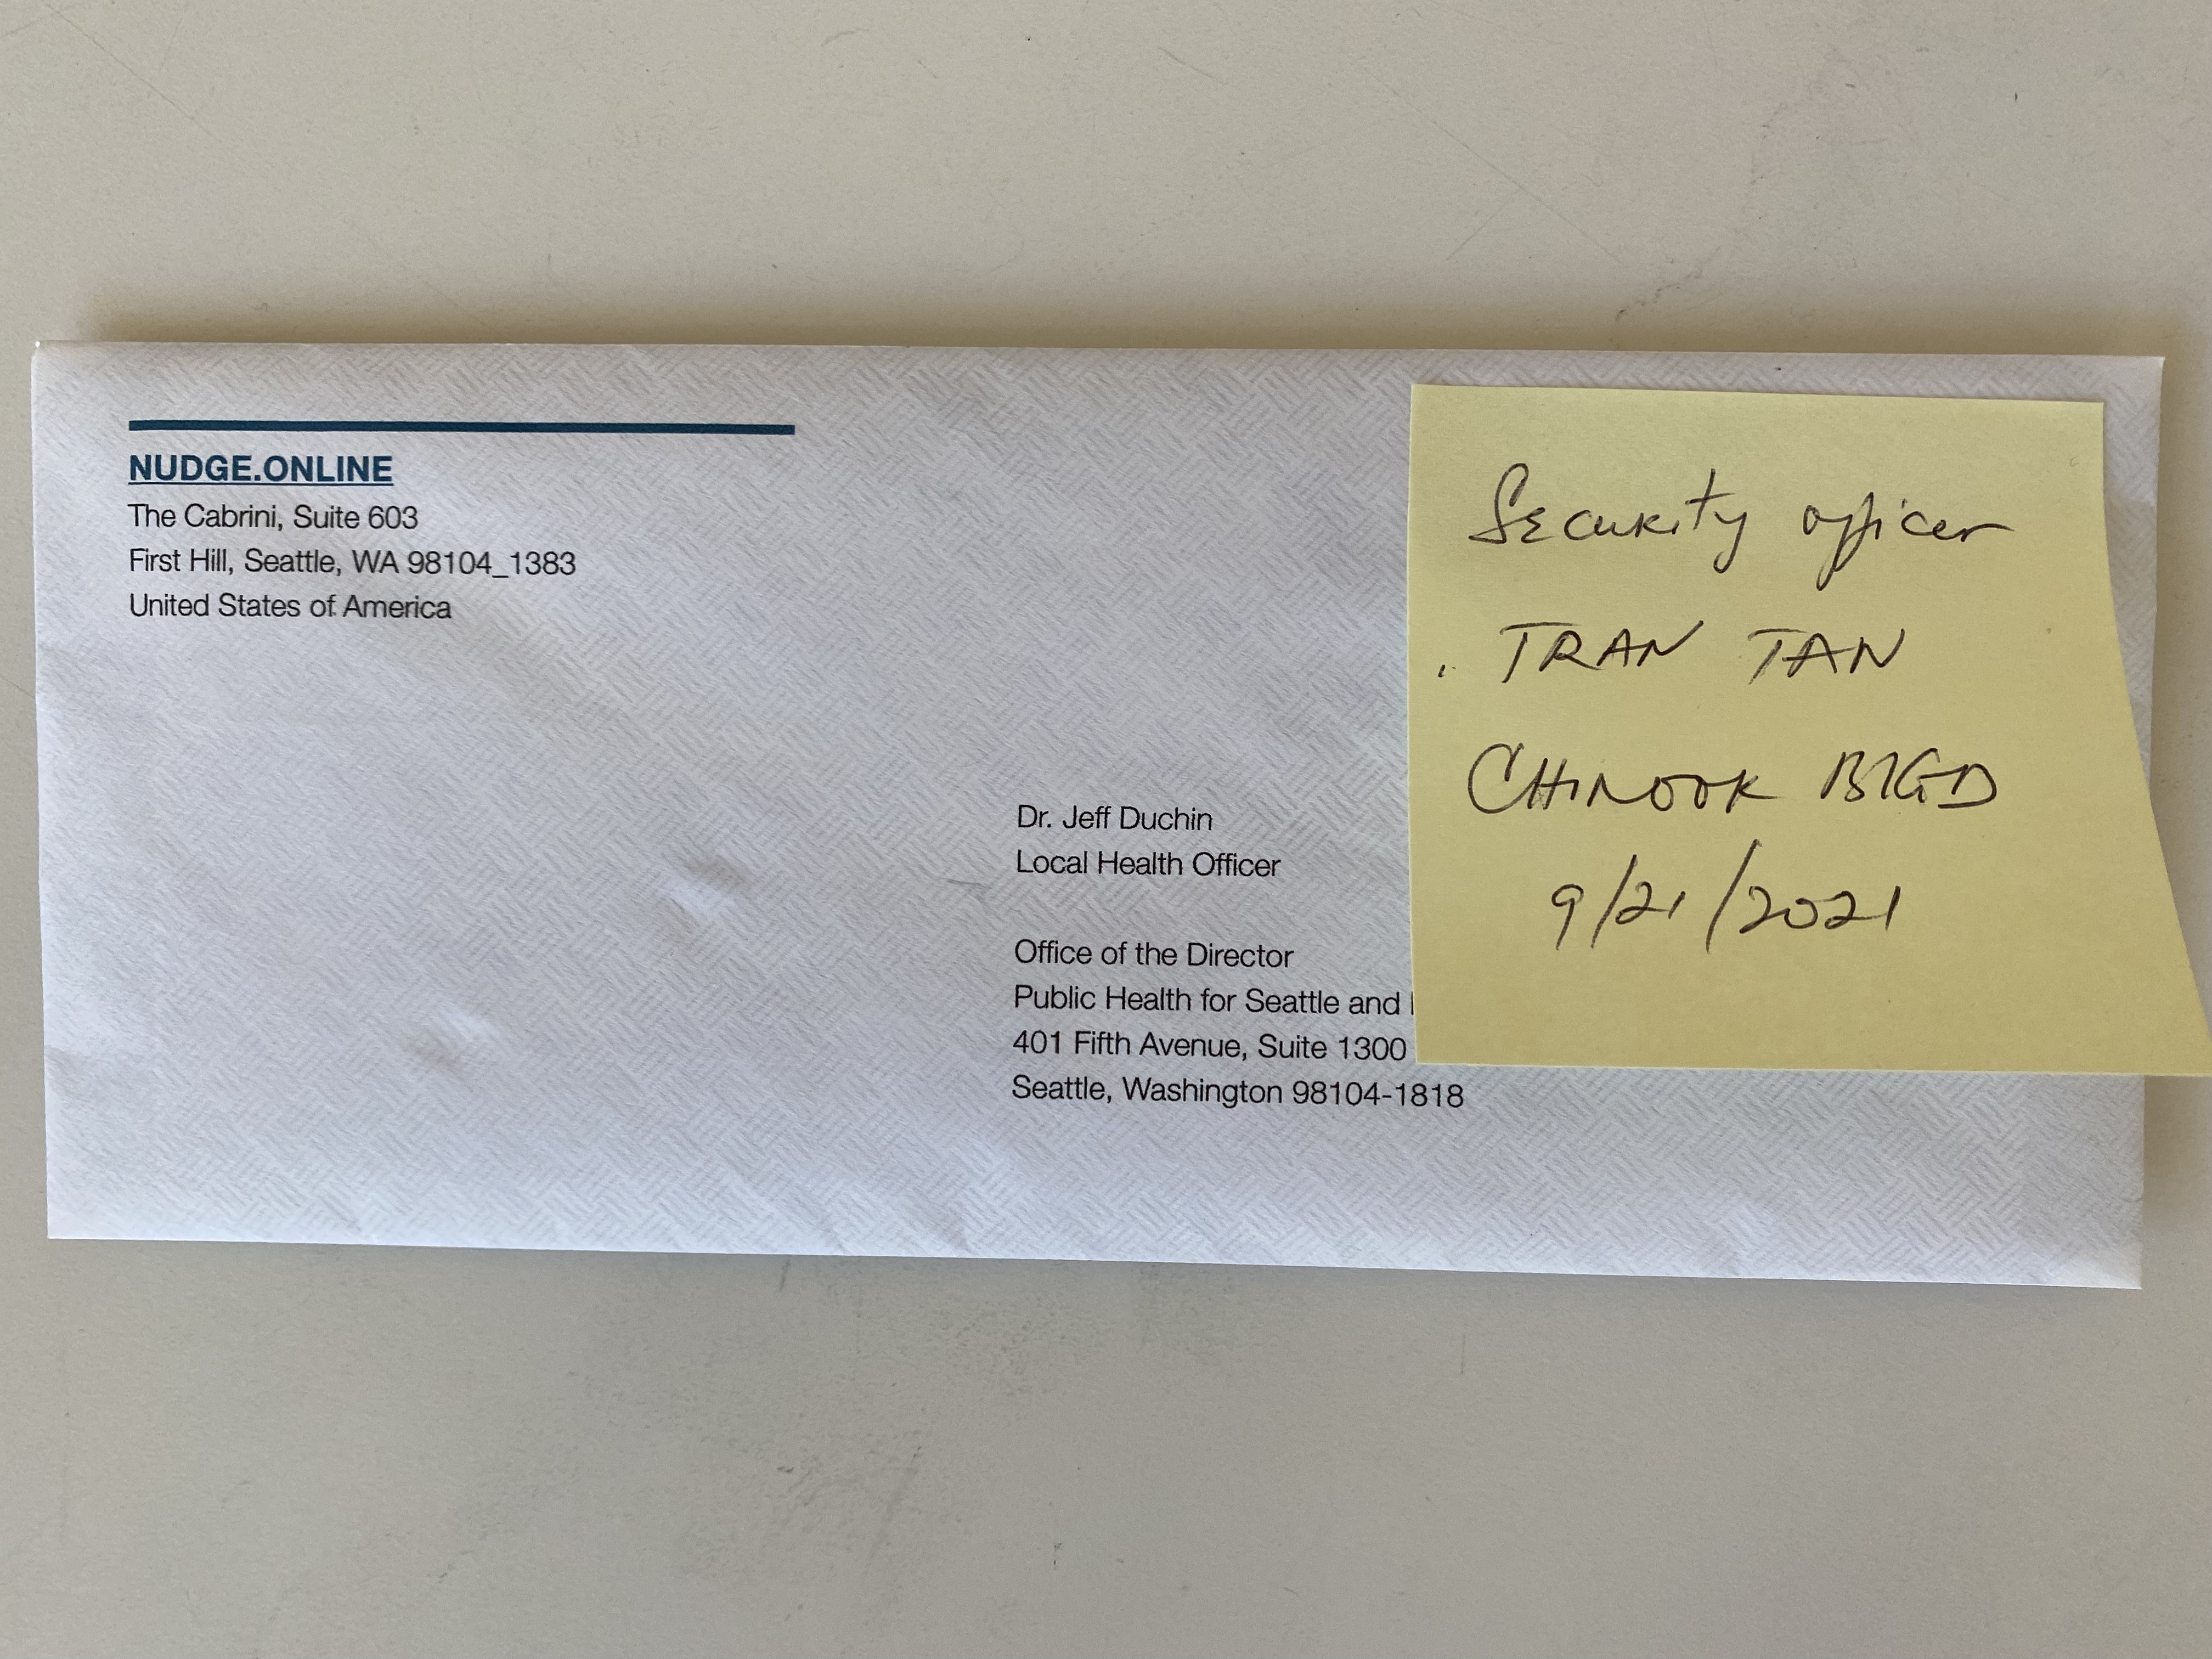 NUDGE.ONLINE
The Cabrini, Suite 603
First Hill, Seattle, WA 98104_1383
United States of America
Dr. Jeff Duchin
Local Health Officer
Office of the Director
Public Health for Seattle and
401 Fifth Avenue, Suite 1300
Seattle, Washington 98104-1818
Security officer
TRAN TAN
CHINOOK BLGD
9/21/2021